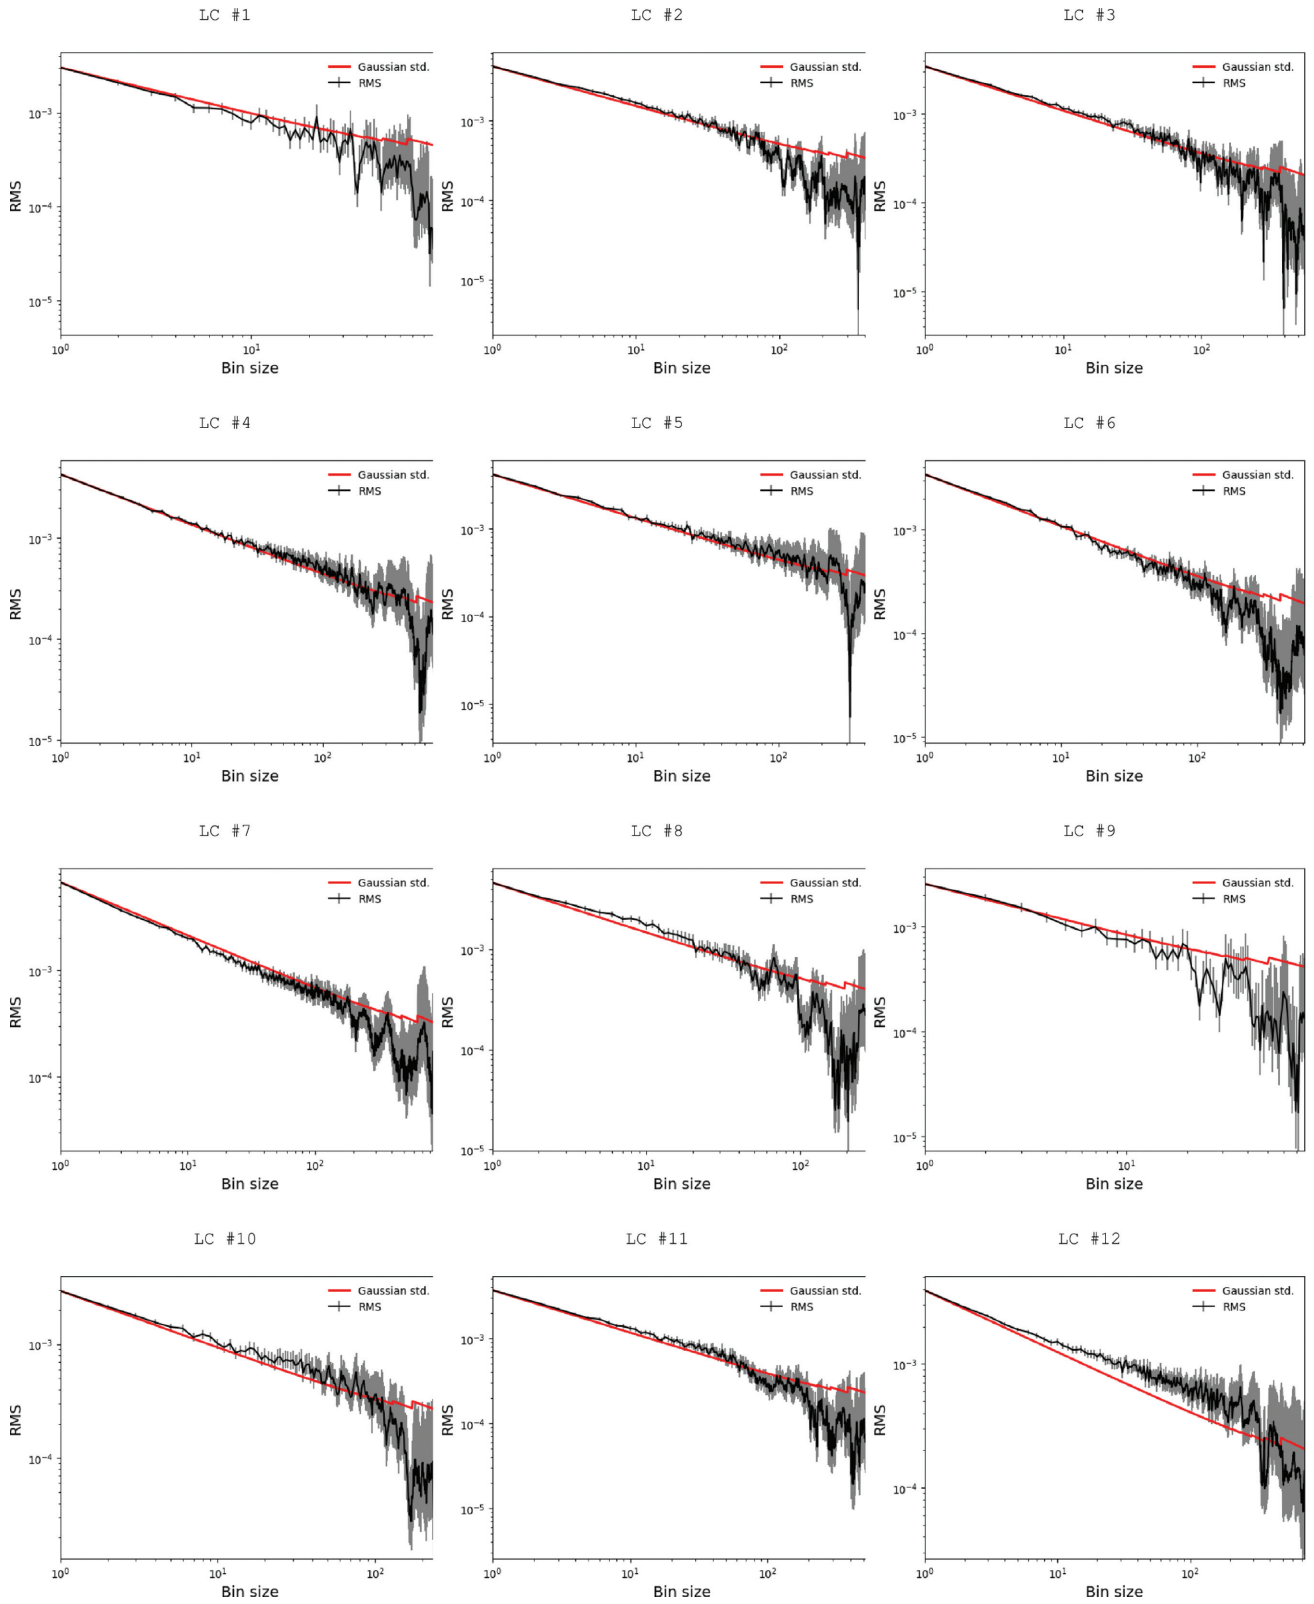 LC #1 LC #2 LC #3
Gaussian std. Gaussian std. Gaussian std.
RMS RMS RMS
10⁻³ 10⁻³ 10⁻³
RMS RMS RMS
10⁻⁴ 10⁻⁴ 10⁻⁴
10⁻⁵ 10⁻⁵ 10⁻⁵
10⁰ 10¹ 10⁰ 10¹ 10² 10⁰ 10¹ 10²
Bin size Bin size Bin size
LC #4 LC #5 LC #6
Gaussian std. Gaussian std. Gaussian std.
RMS RMS RMS
10⁻³ 10⁻³ 10⁻³
RMS RMS RMS
10⁻⁴ 10⁻⁴ 10⁻⁴
10⁻⁵ 10⁻⁵ 10⁻⁵
10⁰ 10¹ 10² 10⁰ 10¹ 10² 10⁰ 10¹ 10²
Bin size Bin size Bin size
LC #7 LC #8 LC #9
Gaussian std. Gaussian std. Gaussian std.
RMS RMS RMS
10⁻³ 10⁻³ 10⁻³
RMS RMS RMS
10⁻⁴ 10⁻⁴ 10⁻⁴
10⁻⁵ 10⁻⁵
10⁰ 10¹ 10² 10⁰ 10¹ 10² 10⁰ 10¹
Bin size Bin size Bin size
LC #10 LC #11 LC #12
Gaussian std. Gaussian std. Gaussian std.
RMS RMS RMS
10⁻³ 10⁻³ 10⁻³
RMS RMS RMS
10⁻⁴ 10⁻⁴ 10⁻⁴
10⁻⁵
10⁰ 10¹ 10² 10⁰ 10¹ 10² 10⁰ 10¹ 10²
Bin size Bin size Bin size